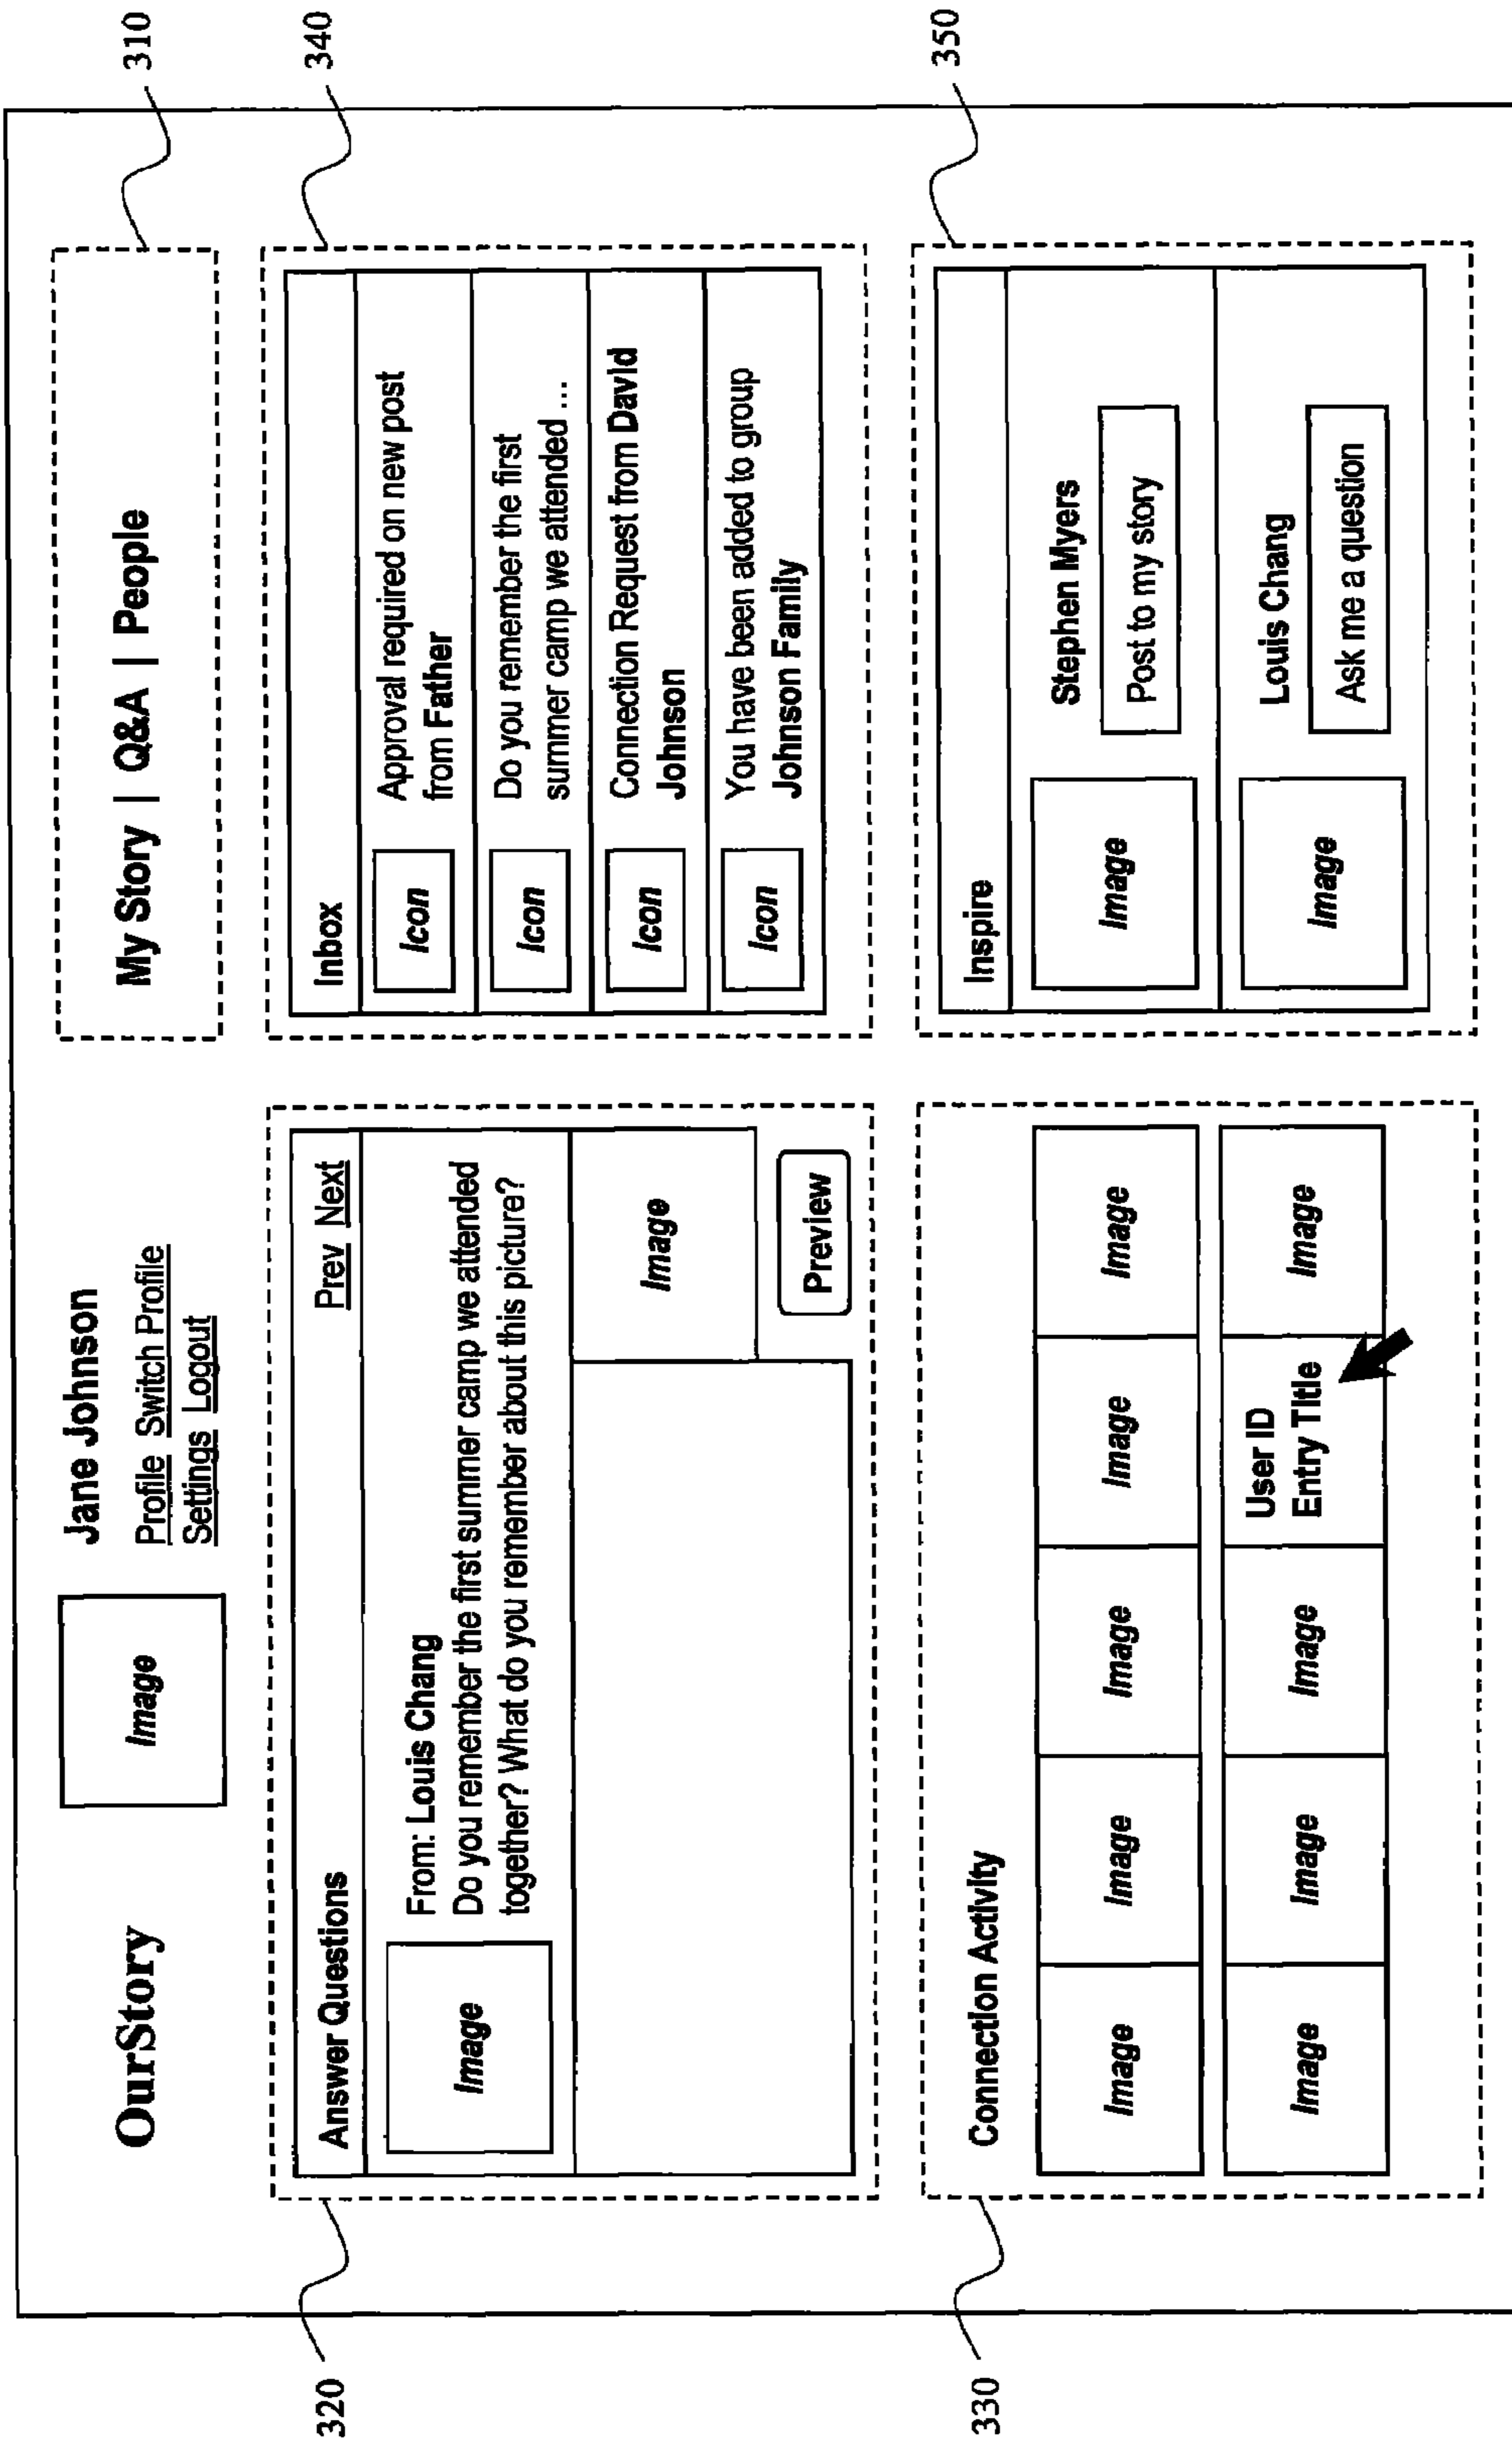 OurStory
Image
Jane Johnson
Profile Switch Profile
Settings Logout
My Story | Q&A | People
310
320
Answer Questions
Prev Next
Image
From: Louis Chang
Do you remember the first summer camp we attended
together? What do you remember about this picture?
Image
Preview
340
Inbox
Icon
Approval required on new post
from Father
Icon
Do you remember the first
summer camp we attended ...
Icon
Connection Request from David
Johnson
Icon
You have been added to group
Johnson Family
330
Connection Activity
Image Image Image Image Image
Image Image Image
User ID
Entry Title
Image
350
Inspire
Image
Stephen Myers
Post to my story
Image
Louis Chang
Ask me a question